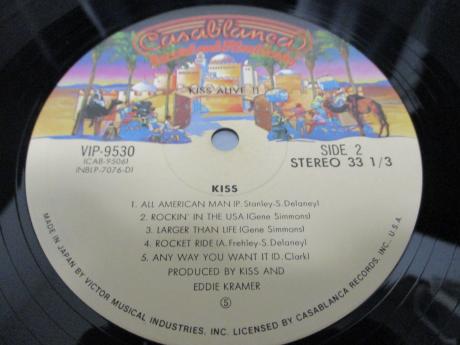 Casablanca
Record and FilmWorks
KISS ALIVE II
VIP-9530
(CAB-9506)
(NBLP-7076-D)
SIDE 2
STEREO 33 1/3
KISS
1. ALL AMERICAN MAN (P. Stanley-S. Delaney)
2. ROCKIN' IN THE USA (Gene Simmons)
3. LARGER THAN LIFE (Gene Simmons)
4. ROCKET RIDE (A. Frehley-S. Delaney)
5. ANY WAY YOU WANT IT (D. Clark)
PRODUCED BY KISS AND
EDDIE KRAMER
S
MADE IN JAPAN BY VICTOR MUSICAL INDUSTRIES, INC. LICENSED BY CASABLANCA RECORDS, INC. U.S.A.